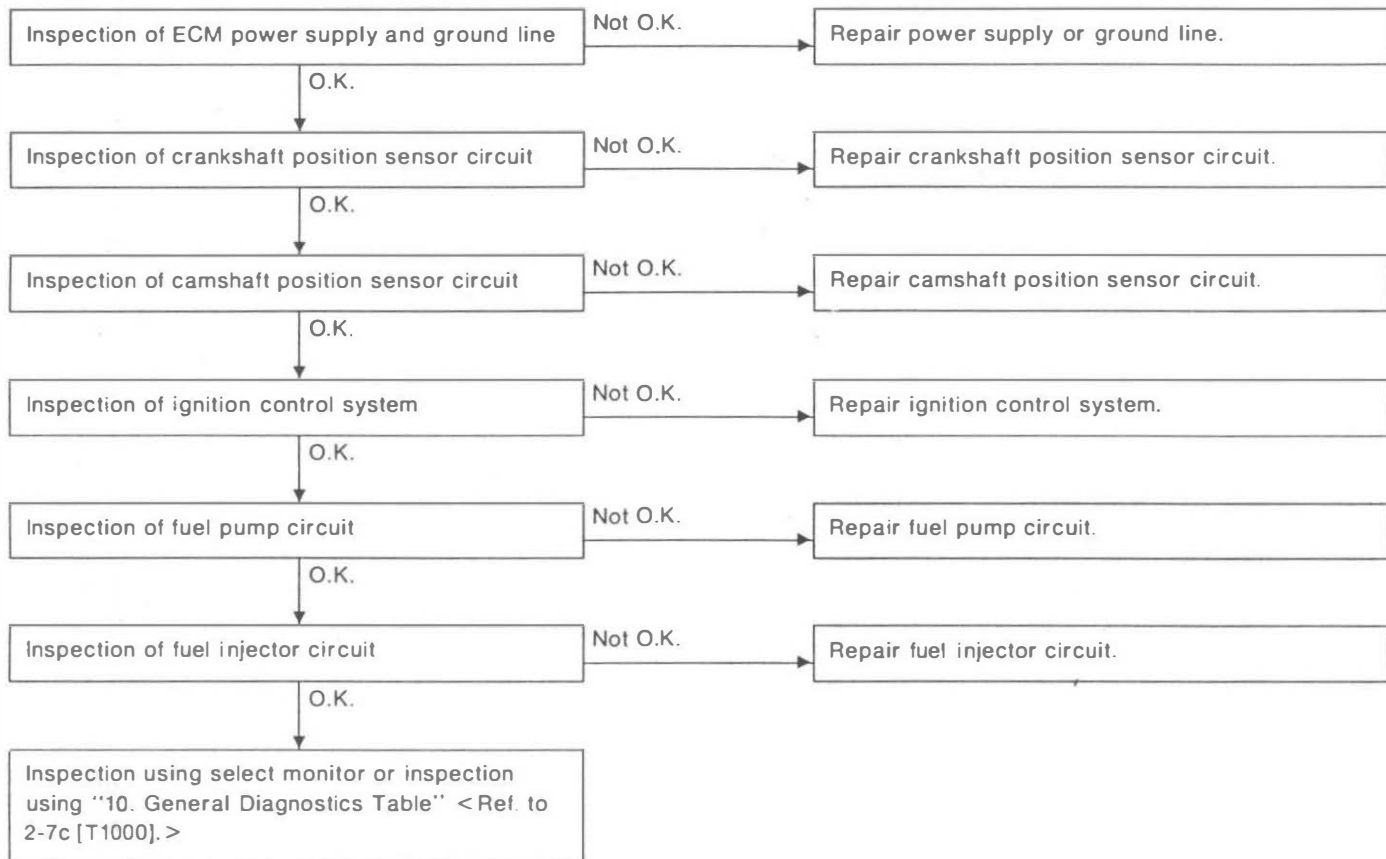 Inspection of ECM power supply and ground line
Not O.K.
Repair power supply or ground line.
O.K.
Inspection of crankshaft position sensor circuit
Not O.K.
Repair crankshaft position sensor circuit.
O.K.
Inspection of camshaft position sensor circuit
Not O.K.
Repair camshaft position sensor circuit.
O.K.
Inspection of ignition control system
Not O.K.
Repair ignition control system.
O.K.
Inspection of fuel pump circuit
Not O.K.
Repair fuel pump circuit.
O.K.
Inspection of fuel injector circuit
Not O.K.
Repair fuel injector circuit.
O.K.
Inspection using select monitor or inspection
using "10. General Diagnostics Table" <Ref. to
2-7c [T1000].>